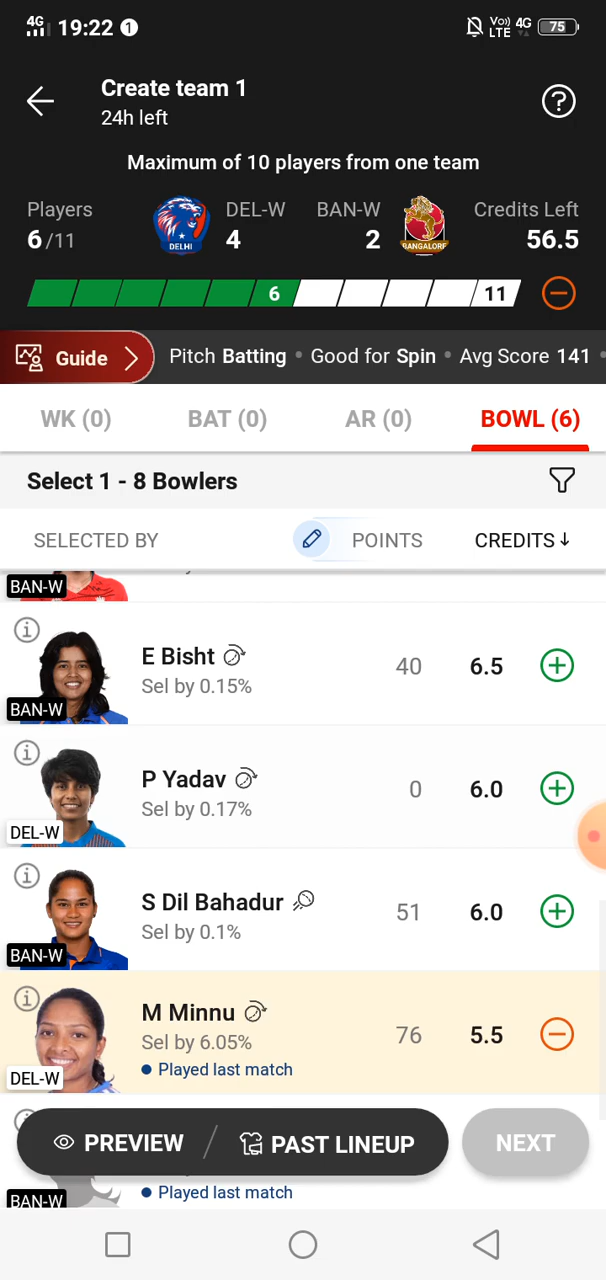 4G 19:22 1 Vo) LTE 4G 75
Create team 1
24h left
Maximum of 10 players from one team
Players DEL-W BAN-W Credits Left
6/11 DELHI 4 2 BANGALORE 56.5
6 11
Guide Pitch Batting • Good for Spin • Avg Score 141
WK (0) BAT (0) AR (0) BOWL (6)
Select 1 - 8 Bowlers
SELECTED BY POINTS CREDITS↓
BAN-W
E Bisht 40 6.5
Sel by 0.15%
BAN-W
P Yadav 0 6.0
Sel by 0.17%
DEL-W
S Dil Bahadur 51 6.0
Sel by 0.1%
BAN-W
M Minnu 76 5.5
Sel by 6.05%
• Played last match
DEL-W
PREVIEW / PAST LINEUP NEXT
• Played last match
BAN-W